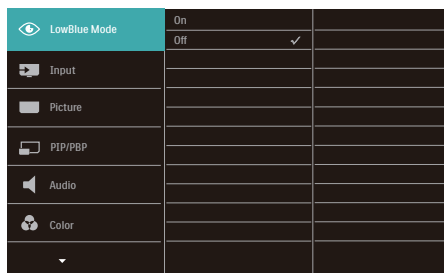 LowBlue Mode
On
Off
Input
Picture
PIP/PBP
Audio
Color